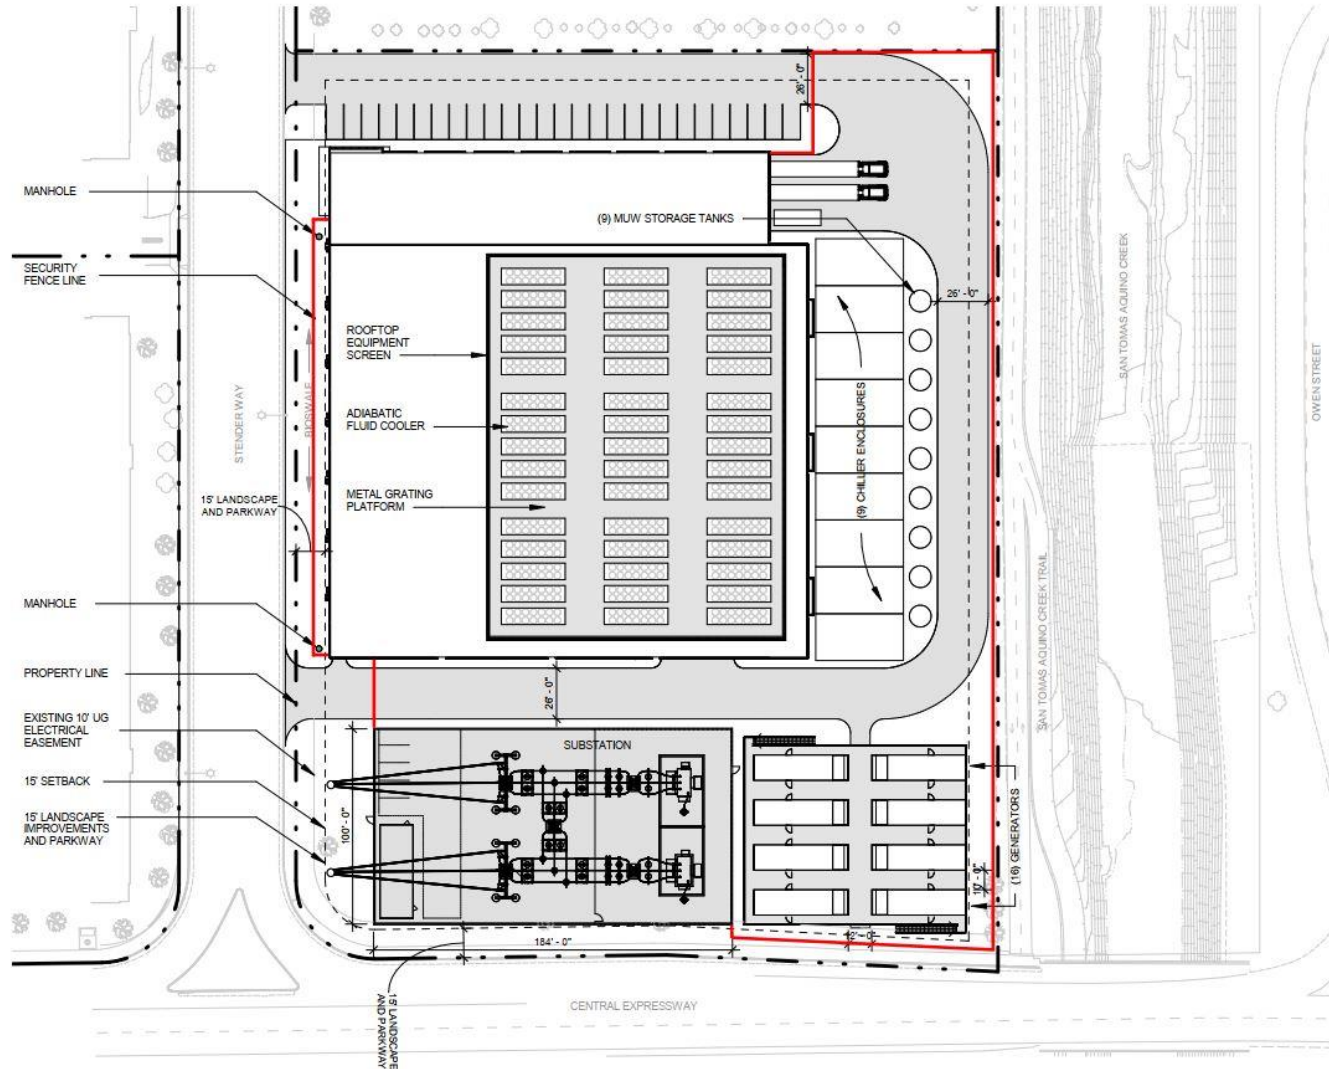 26' - 0"
MANHOLE
(9) MUW STORAGE TANKS
SECURITY
FENCE LINE
26' - 0"
ROOFTOP
EQUIPMENT
SCREEN
ADIABATIC
FLUID COOLER
METAL GRATING
PLATFORM
(9) CHILLER ENCLOSURES
BIOSWALE
STENDER WAY
15' LANDSCAPE
AND PARKWAY
SAN TOMAS AQUINO CREEK
OWEN STREET
SAN TOMAS AQUINO CREEK TRAIL
MANHOLE
PROPERTY LINE
EXISTING 10' UG
ELECTRICAL
EASEMENT
15' SETBACK
15' LANDSCAPE
IMPROVEMENTS
AND PARKWAY
26' - 0"
SUBSTATION
100' - 0"
(16) GENERATORS
184' - 0"
15' LANDSCAPE
AND PARKWAY
CENTRAL EXPRESSWAY